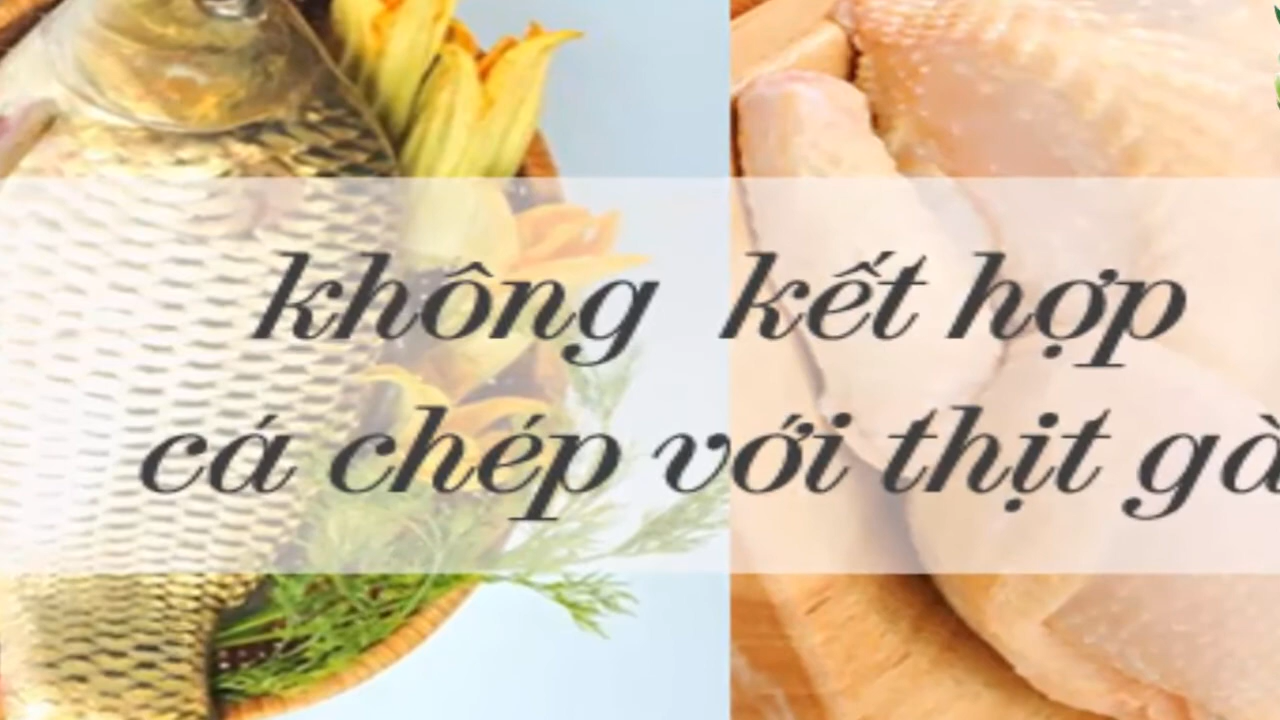 không kết hợp
cá chép với thịt gà